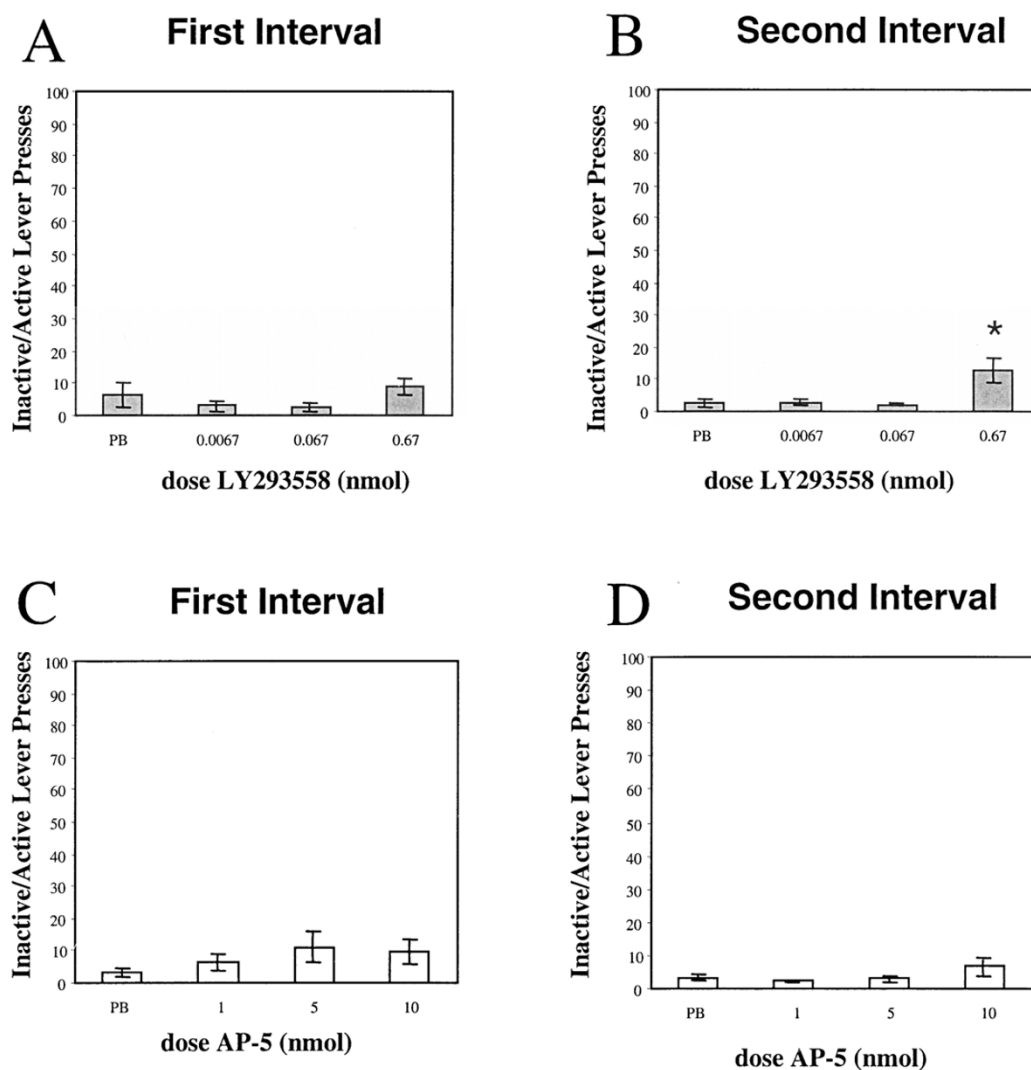 A
First Interval
Inactive/Active Lever Presses
100
90
80
70
60
50
40
30
20
10
0
PB 0.0067 0.067 0.67
dose LY293558 (nmol)
B
Second Interval
Inactive/Active Lever Presses
100
90
80
70
60
50
40
30
20
10
0
*
PB 0.0067 0.067 0.67
dose LY293558 (nmol)
C
First Interval
Inactive/Active Lever Presses
100
90
80
70
60
50
40
30
20
10
0
PB 1 5 10
dose AP-5 (nmol)
D
Second Interval
Inactive/Active Lever Presses
100
90
80
70
60
50
40
30
20
10
0
PB 1 5 10
dose AP-5 (nmol)